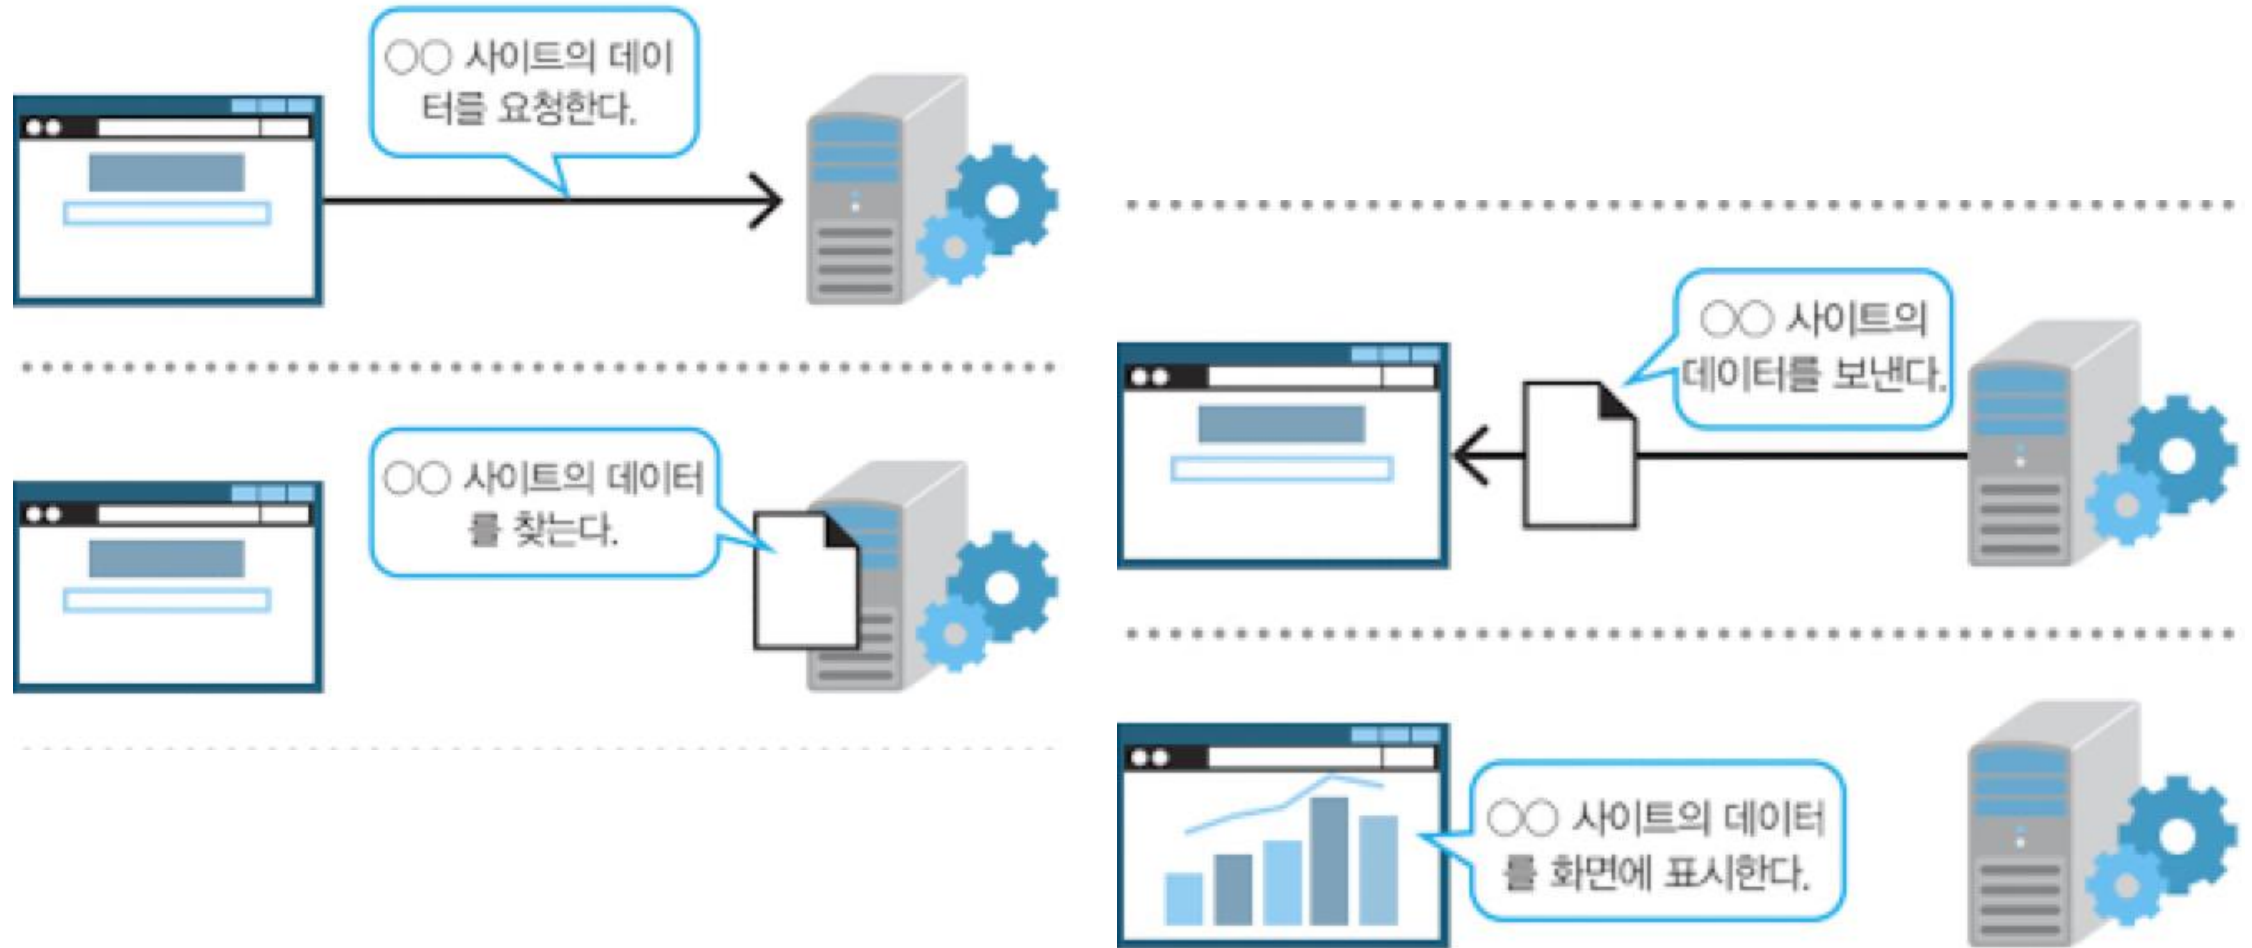 ○○ 사이트의 데이
터를 요청한다.
○○ 사이트의 데이터
를 찾는다.
○○ 사이트의
데이터를 보낸다.
○○ 사이트의 데이터
를 화면에 표시한다.